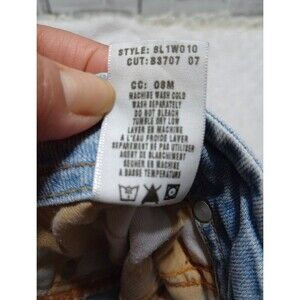 STYLE: 8L1W010
CUT: B3707 07
CC: 08M
MACHINE WASH COLD
WASH SEPARATELY
DO NOT BLEACH
TUMBLE DRY LOW
LAVER EN MACHINE
A L'EAU FROIDE LAVER
SEPAREMENT PAS UTILISER
AGENT DE BLANCHIMENT
SECHER EN MACHINE
A BASSE TEMPERATURE